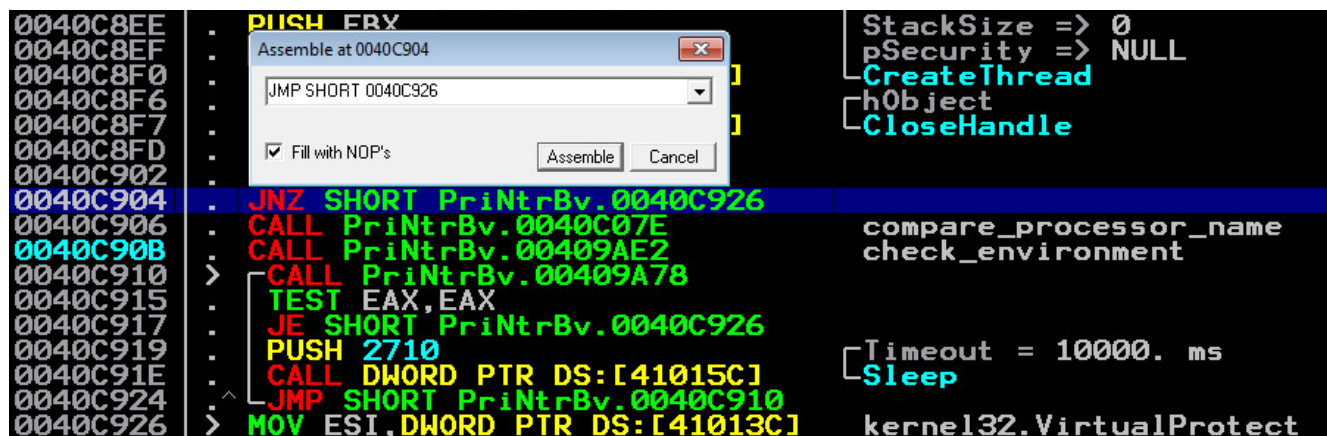 0040C8EE . PUSH EBX StackSize => 0
0040C8EF . pSecurity => NULL
0040C8F0 . ] CreateThread
0040C8F6 . hObject
0040C8F7 . ] CloseHandle
0040C8FD .
0040C902 .
Assemble at 0040C904
JMP SHORT 0040C926
Fill with NOP's Assemble Cancel
0040C904 . JNZ SHORT PriNtrBv.0040C926
0040C906 . CALL PriNtrBv.0040C07E compare_processor_name
0040C90B . CALL PriNtrBv.00409AE2 check_environment
0040C910 > CALL PriNtrBv.00409A78
0040C915 . TEST EAX,EAX
0040C917 . JE SHORT PriNtrBv.0040C926
0040C919 . PUSH 2710 Timeout = 10000. ms
0040C91E . CALL DWORD PTR DS:[41015C] Sleep
0040C924 .^ JMP SHORT PriNtrBv.0040C910
0040C926 > MOV ESI,DWORD PTR DS:[41013C] kernel32.VirtualProtect